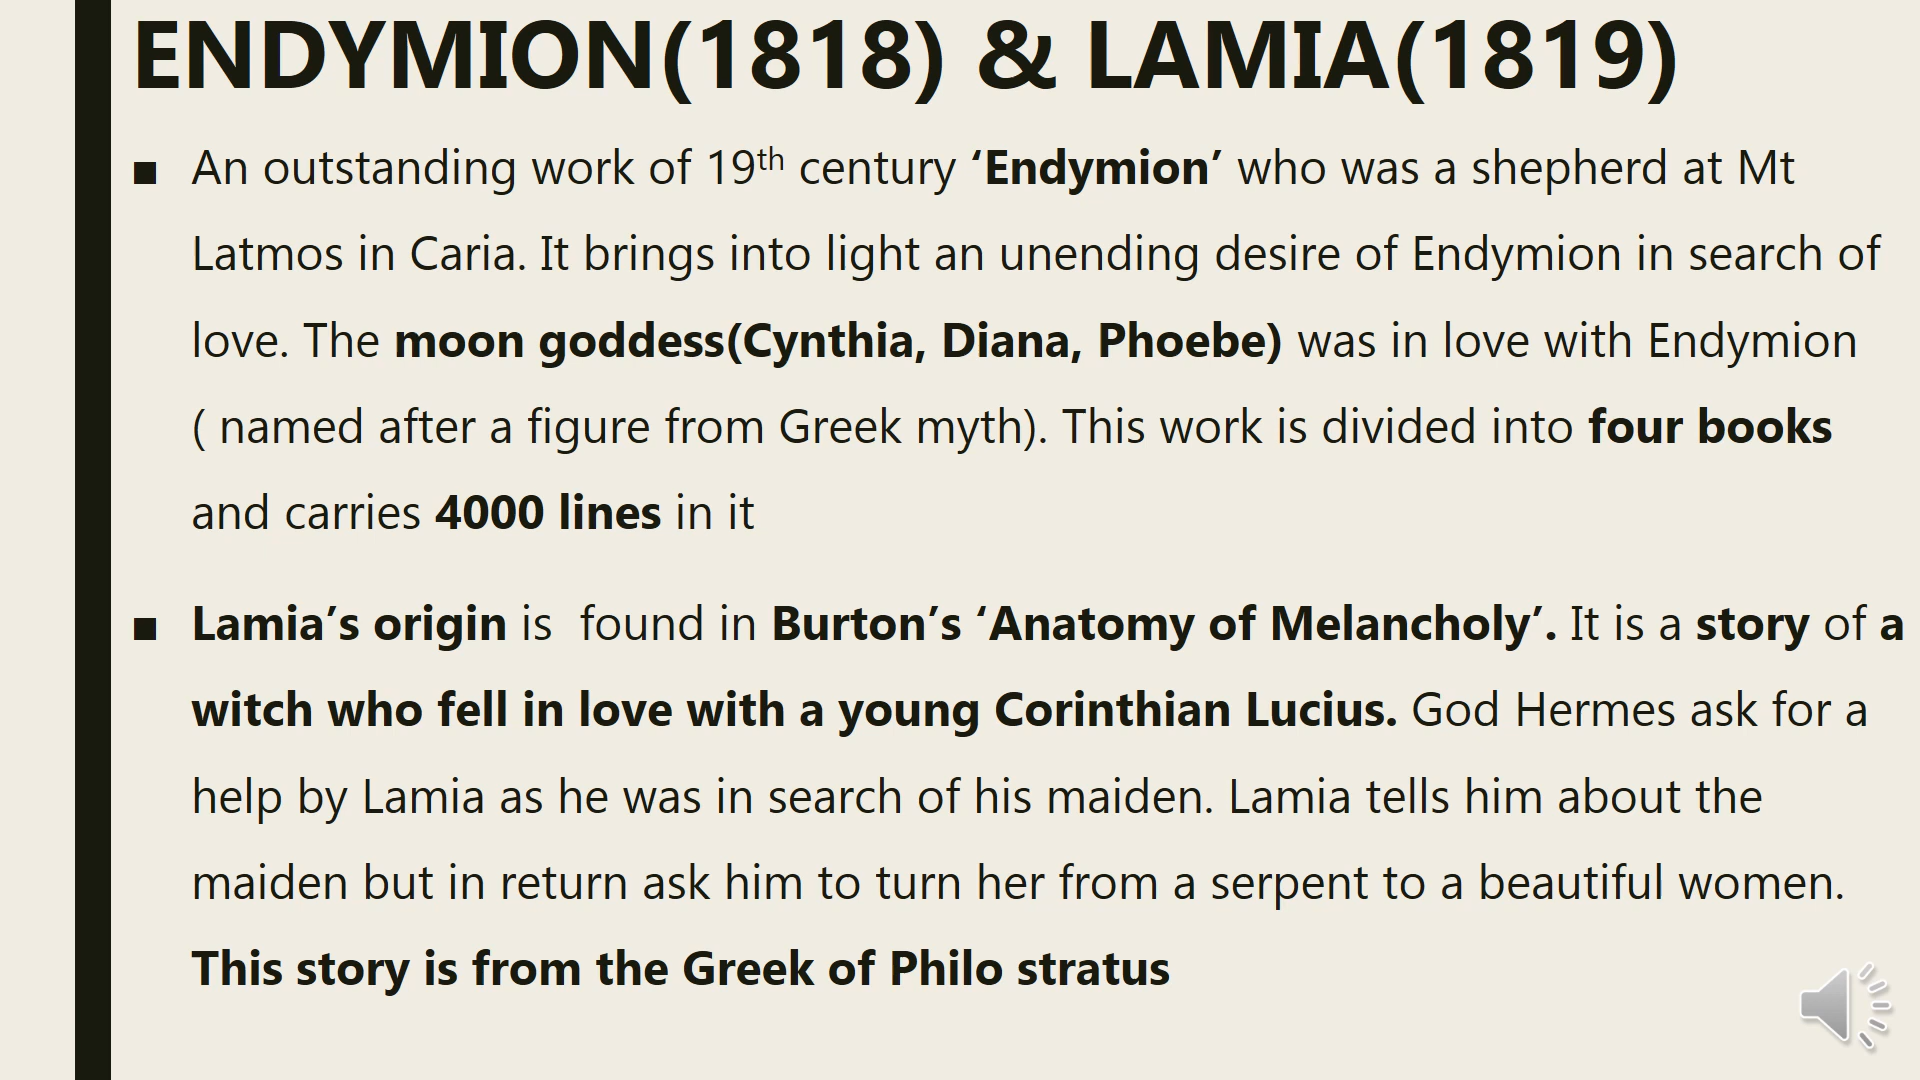 ENDYMION(1818) & LAMIA(1819)
■ An outstanding work of 19th century ‘Endymion’ who was a shepherd at Mt
Latmos in Caria. It brings into light an unending desire of Endymion in search of
love. The moon goddess(Cynthia, Diana, Phoebe) was in love with Endymion
( named after a figure from Greek myth). This work is divided into four books
and carries 4000 lines in it
■ Lamia’s origin is  found in Burton’s ‘Anatomy of Melancholy’. It is a story of a
witch who fell in love with a young Corinthian Lucius. God Hermes ask for a
help by Lamia as he was in search of his maiden. Lamia tells him about the
maiden but in return ask him to turn her from a serpent to a beautiful women.
This story is from the Greek of Philo stratus